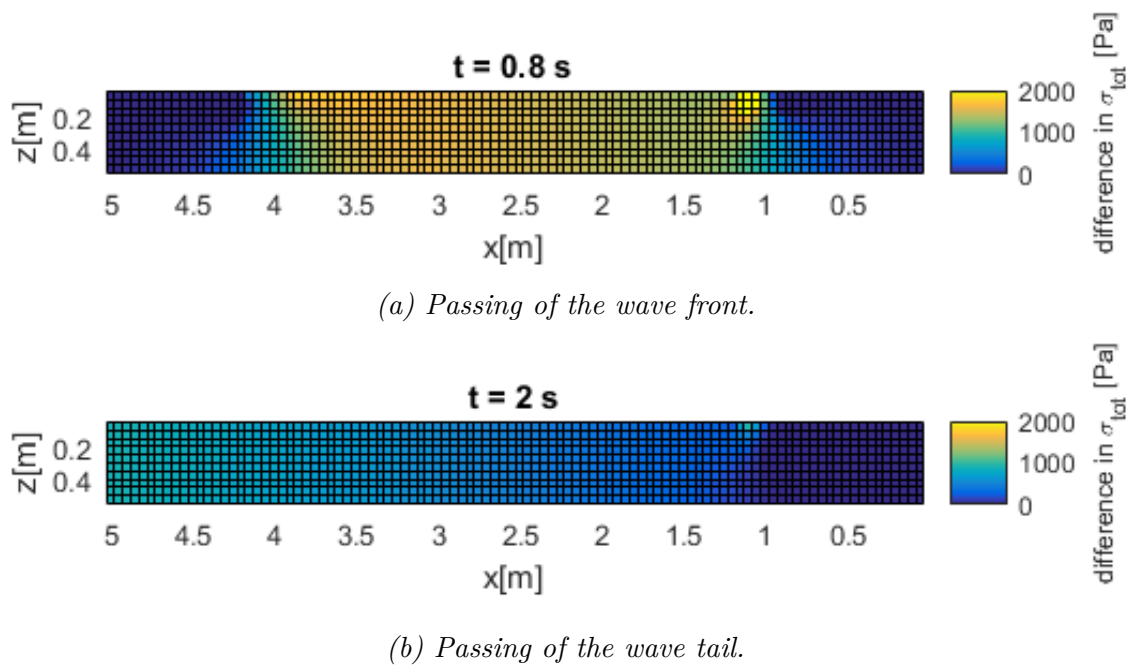 t = 0.8 s
z[m]
0.2
0.4
5 4.5 4 3.5 3 2.5 2 1.5 1 0.5
x[m]
2000
1000
0
difference in σ_tot [Pa]
(a) Passing of the wave front.
t = 2 s
z[m]
0.2
0.4
5 4.5 4 3.5 3 2.5 2 1.5 1 0.5
x[m]
2000
1000
0
difference in σ_tot [Pa]
(b) Passing of the wave tail.